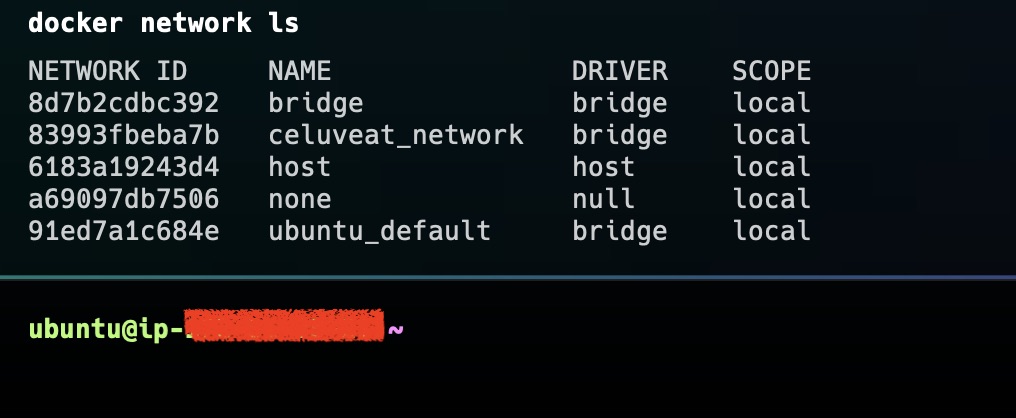 docker network ls
NETWORK ID NAME DRIVER SCOPE
8d7b2cdbc392 bridge bridge local
83993fbeba7b celuveat_network bridge local
6183a19243d4 host host local
a69097db7506 none null local
91ed7a1c684e ubuntu_default bridge local
ubuntu@ip- ~